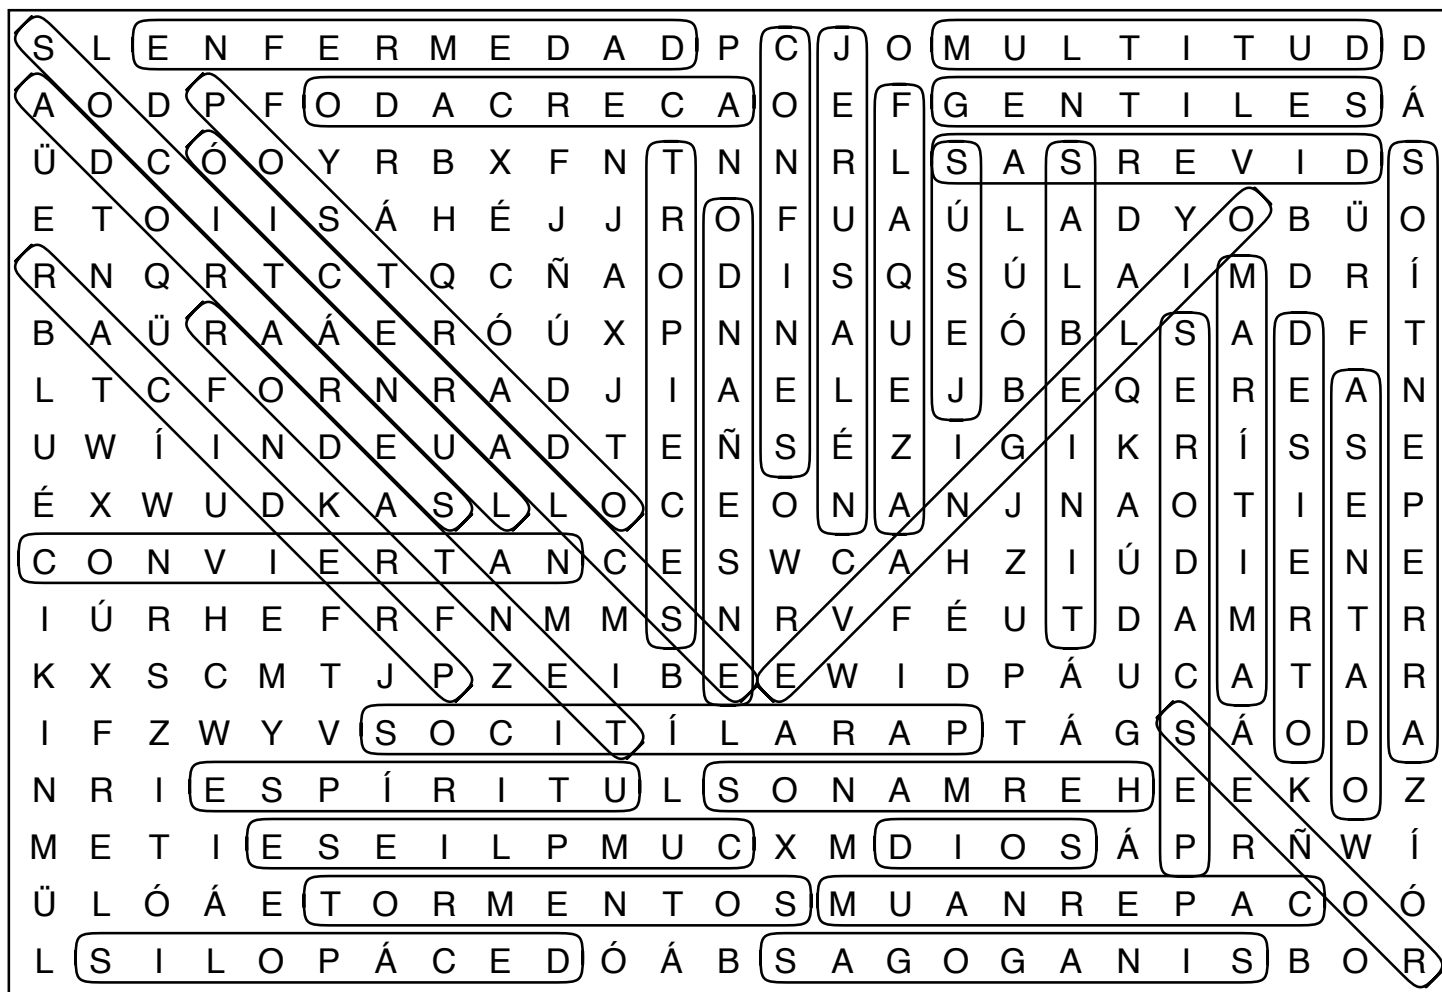 S L E N F E R M E D A D P C J O M U L T I T U D D
A O D P F O D A C R E C A O E F G E N T I L E S Á
Ü D C Ó O Y R B X F N T N N R L S A S R E V I D S
E T O I I S Á H É J J R O F U A Ú L A D Y O B Ü O
R N Q R T C T Q C Ñ A O D I S Q S Ú L A I M D R Í
B A Ü R A Á E R Ó Ú X P N N A U E Ó B L S A D F T
L T C F O R N R A D J I A E L E J B E Q E R E A N
U W Í I N D E U A D T E Ñ S É Z I G I K R Í S S E
É X W U D K A S L L O C E O N A N J N A O T I E P
C O N V I E R T A N C E S W C A H Z I Ú D I E N E
I Ú R H E F R F N M M S N R V F É U T D A M R T R
K X S C M T J P Z E I B E E W I D P Á U C A T A R
I F Z W Y V S O C I T Í L A R A P T Á G S Á O D A
N R I E S P Í R I T U L S O N A M R E H E E K O Z
M E T I E S E I L P M U C X M D I O S Á P R Ñ W Í
Ü L Ó Á E T O R M E N T O S M U A N R E P A C O Ó
L S I L O P Á C E D Ó Á B S A G O G A N I S B O R